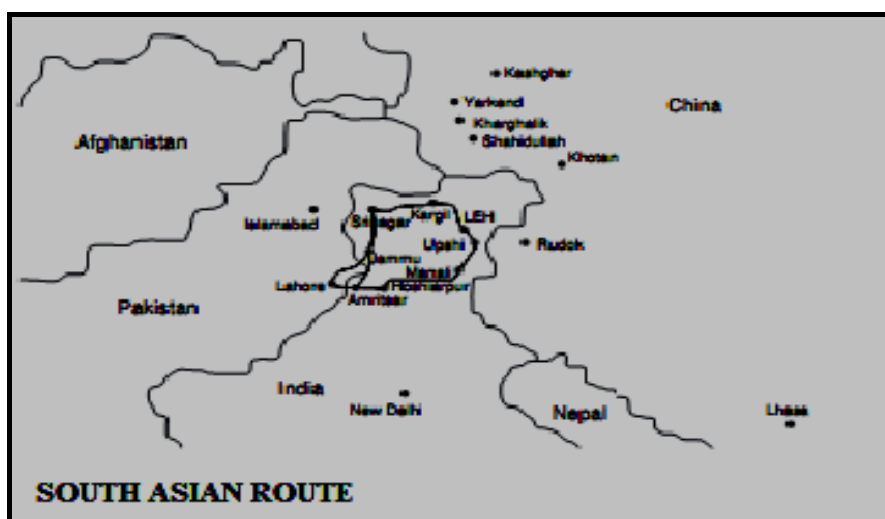 Kashghar
Yarkand
China
Kharghalik
Afghanistan
Shahidullah
Khotan
Kargil
LEH
Islamabad
Srinagar
Upshi
Rudok
Jammu
Manali
Lahore
Hoshiarpur
Amritsar
Pakistan
India
New Delhi
Nepal
Lhasa
SOUTH ASIAN ROUTE